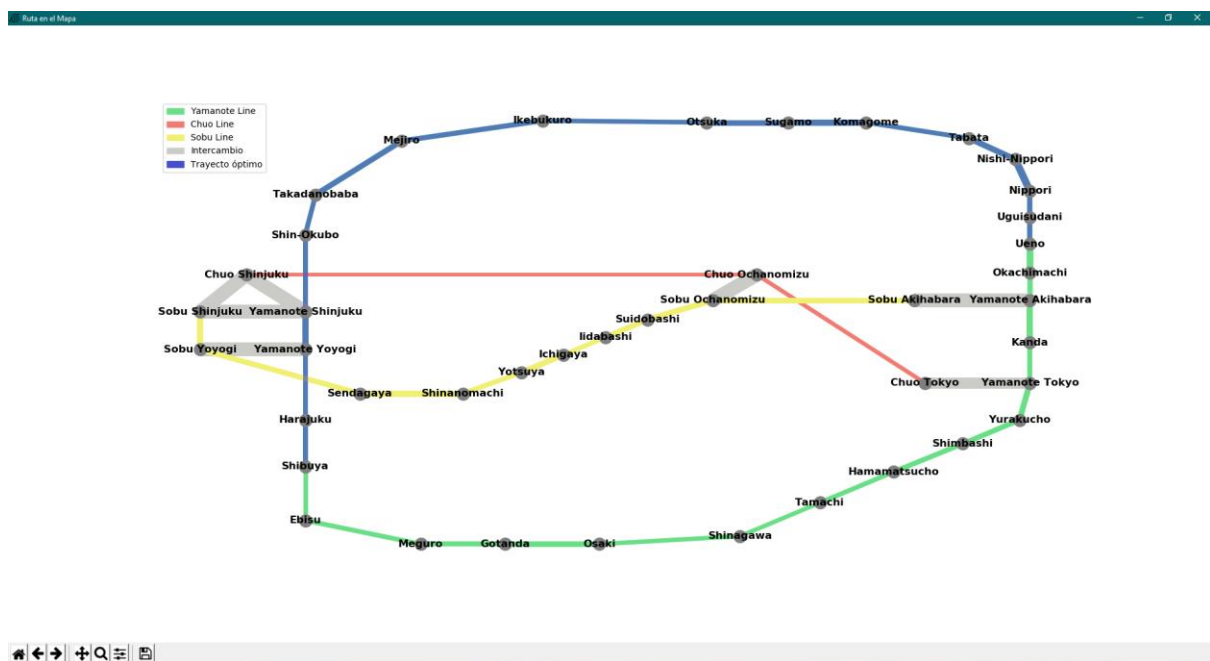 Ruta en el Mapa
Yamanote Line
Chuo Line
Sobu Line
Intercambio
Trayecto óptimo
Ikebukuro
Otsuka
Sugamo
Komagome
Mejiro
Tabata
Nishi-Nippori
Takadanobaba
Nippori
Uguisudani
Shin-Okubo
Ueno
Chuo Shinjuku
Chuo Ochanomizu
Okachimachi
Sobu Ochanomizu
Sobu Akihabara
Yamanote Akihabara
Sobu Shinjuku
Yamanote Shinjuku
Suidobashi
Iidabashi
Kanda
Sobu Yoyogi
Yamanote Yoyogi
Ichigaya
Yotsuya
Chuo Tokyo
Yamanote Tokyo
Sendagaya
Shinanomachi
Harajuku
Yurakucho
Shimbashi
Shibuya
Hamamatsucho
Tamachi
Ebisu
Shinagawa
Meguro
Gotanda
Osaki